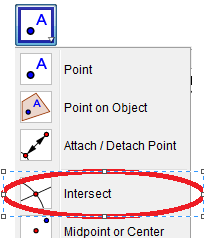 A
A
Point
A
Point on Object
Attach / Detach Point
Intersect
Midpoint or Center